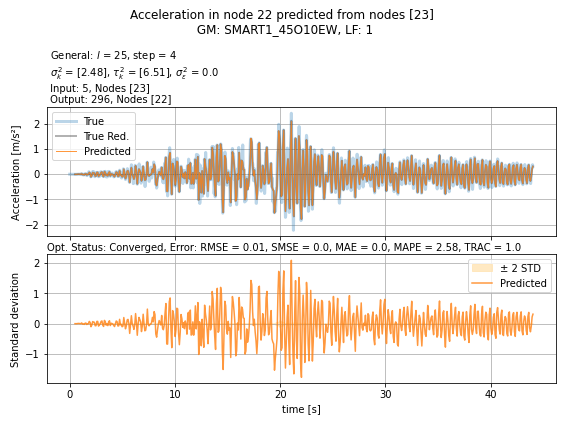 Acceleration in node 22 predicted from nodes [23]
GM: SMART1_45O10EW, LF: 1
General: l = 25, step = 4
σ²ₖ = [2.48], τ²ₖ = [6.51], σ²ε = 0.0
Input: 5, Nodes [23]
Output: 296, Nodes [22]
True
True Red.
Predicted
Acceleration [m/s²]
2
1
0
−1
−2
Opt. Status: Converged, Error: RMSE = 0.01, SMSE = 0.0, MAE = 0.0, MAPE = 2.58, TRAC = 1.0
± 2 STD
Predicted
Standard deviation
2
1
0
−1
0
10
20
30
40
time [s]